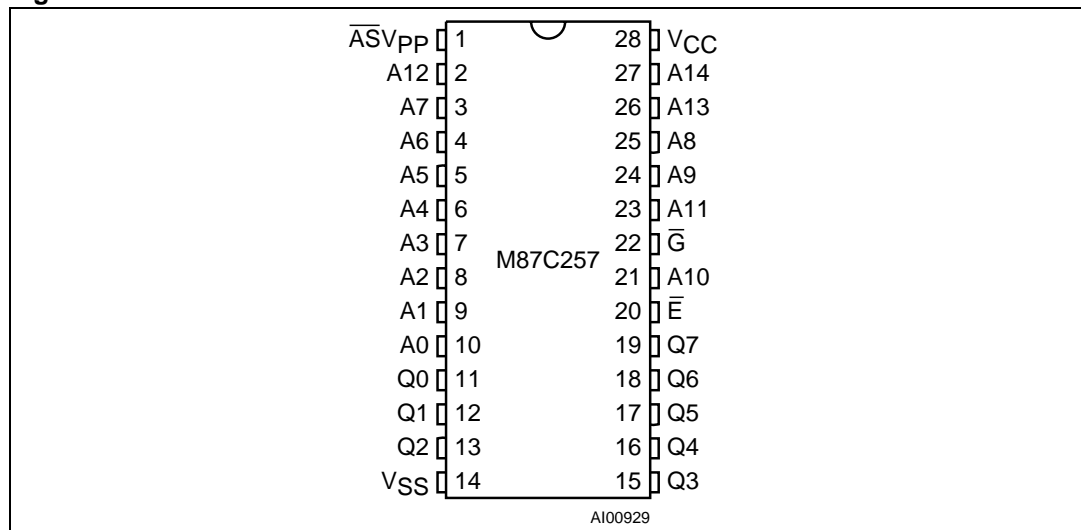 A̅S̅VPP 1 28 VCC
A12 2 27 A14
A7 3 26 A13
A6 4 25 A8
A5 5 24 A9
A4 6 23 A11
A3 7 22 G̅
M87C257
A2 8 21 A10
A1 9 20 E̅
A0 10 19 Q7
Q0 11 18 Q6
Q1 12 17 Q5
Q2 13 16 Q4
VSS 14 15 Q3
AI00929